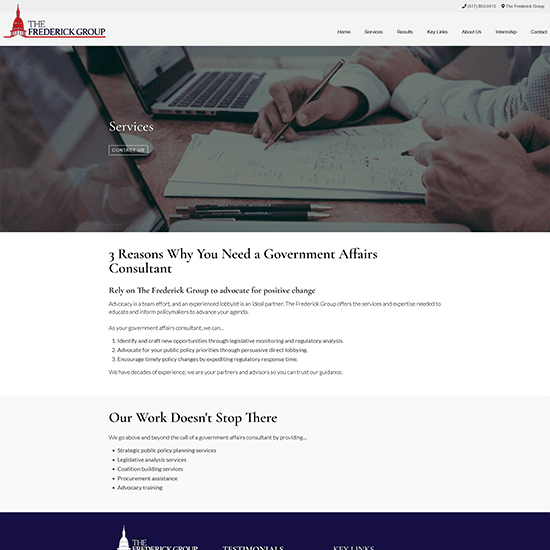 (517) 853-0413 The Frederick Group
THE
FREDERICK GROUP
Home Services Results Key Links About Us Internship Contact
Services
CONTACT US
3 Reasons Why You Need a Government Affairs
Consultant
Rely on The Frederick Group to advocate for positive change
Advocacy is a team effort, and an experienced lobbyist is an ideal partner. The Frederick Group offers the services and expertise needed to
educate and inform policymakers to advance your agenda.
As your government affairs consultant, we can...
1. Identify and craft new opportunities through legislative monitoring and regulatory analysis.
2. Advocate for your public policy priorities through persuasive direct lobbying.
3. Encourage timely policy changes by expediting regulatory response time.
We have decades of experience; we are your partners and advisors so you can trust our guidance.
Our Work Doesn't Stop There
We go above and beyond the call of a government affairs consultant by providing...
• Strategic public policy planning services
• Legislative analysis services
• Coalition building services
• Procurement assistance
• Advocacy training
THE
FREDERICK GROUP
TESTIMONIALS
KEY LINKS